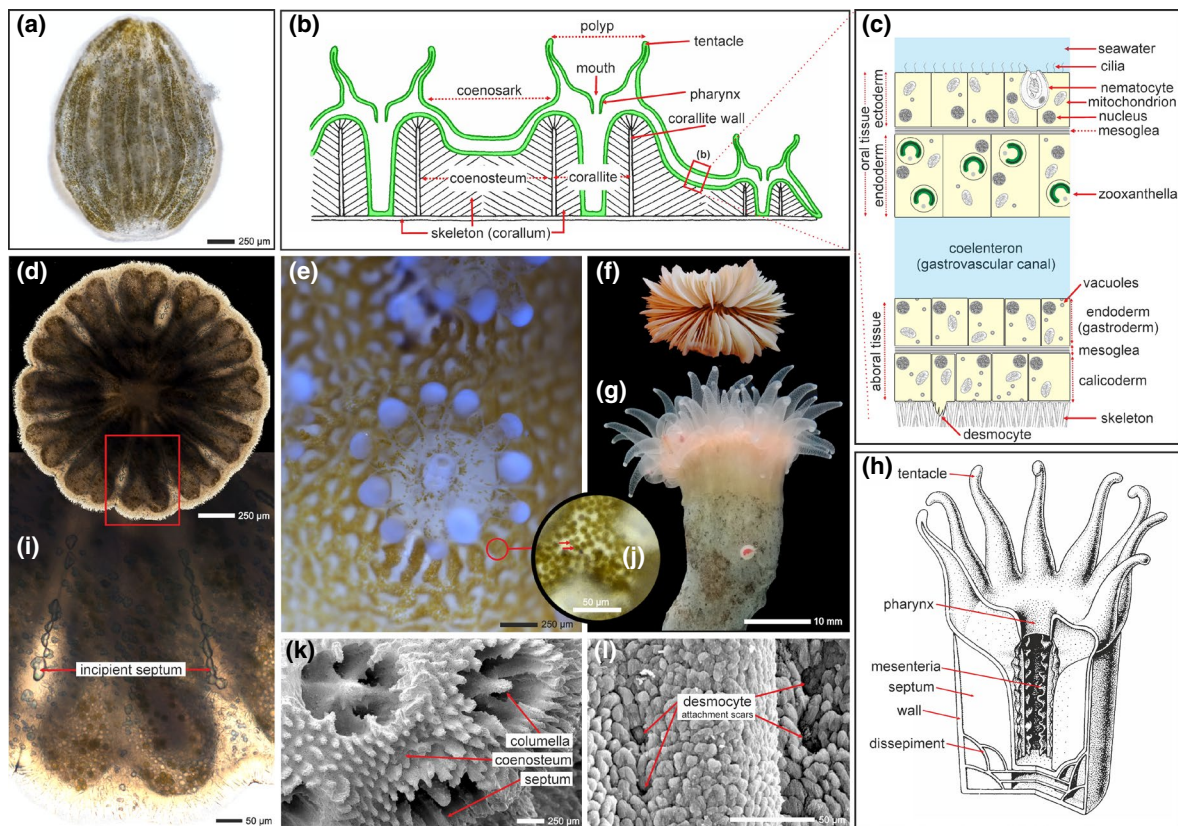 (a)
250 µm
(b)
polyp
tentacle
mouth
coenosark
pharynx
corallite wall
(b)
coenosteum
corallite
skeleton (corallum)
(c)
seawater
cilia
nematocyte
mitochondrion
nucleus
mesoglea
ectoderm
oral tissue
endoderm
zooxanthella
coelenteron
(gastrovascular canal)
vacuoles
endoderm
(gastroderm)
mesoglea
aboral tissue
calicoderm
skeleton
desmocyte
(d)
250 µm
(e)
250 µm
(f)
(g)
10 mm
(h)
tentacle
pharynx
mesenteria
septum
wall
dissepiment
(i)
incipient septum
50 µm
(j)
50 µm
(k)
columella
coenosteum
septum
250 µm
(l)
desmocyte
attachment scars
50 µm